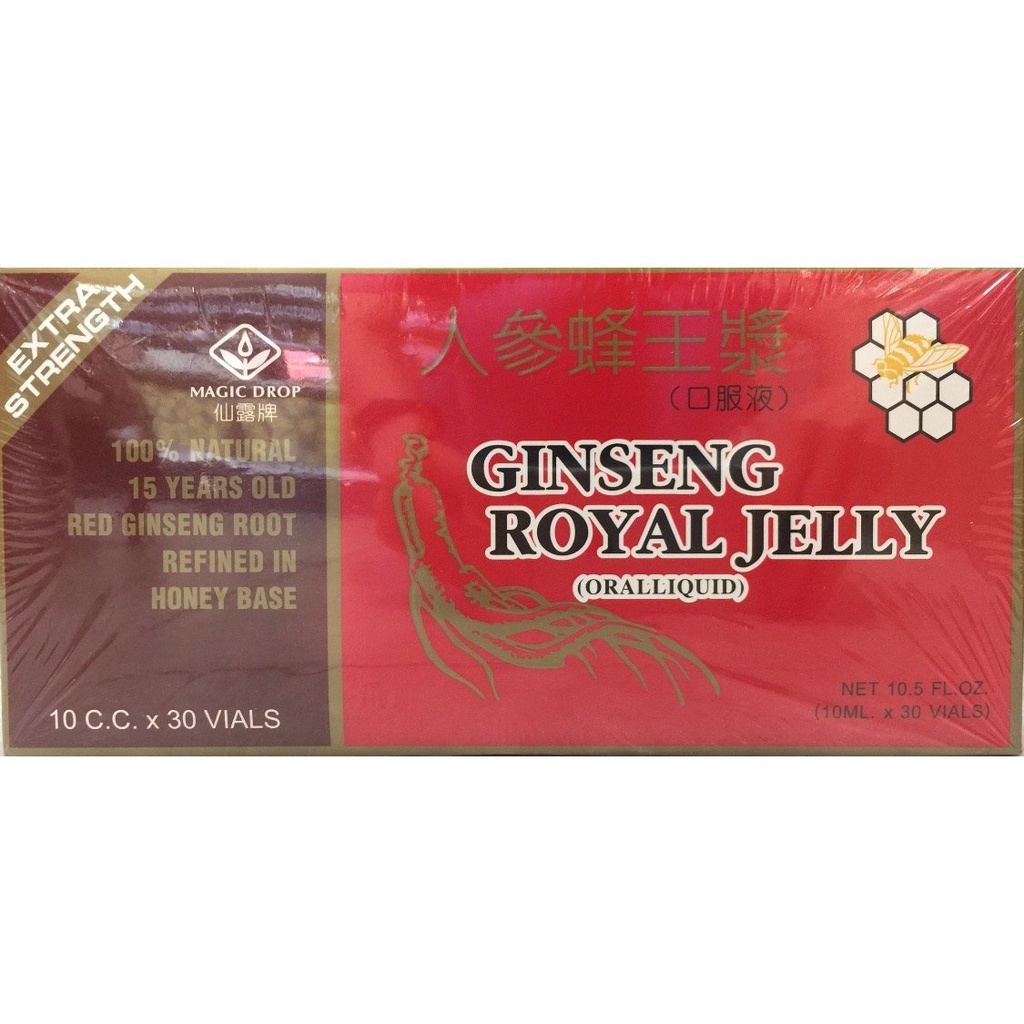 EXTRA
STRENGTH
MAGIC DROP
仙露牌
100% NATURAL
15 YEARS OLD
RED GINSENG ROOT
REFINED IN
HONEY BASE
10 C.C. x 30 VIALS
人參蜂王漿
(口服液)
GINSENG
ROYAL JELLY
(ORALLIQUID)
NET 10.5 FL.OZ.
(10ML. x 30 VIALS)